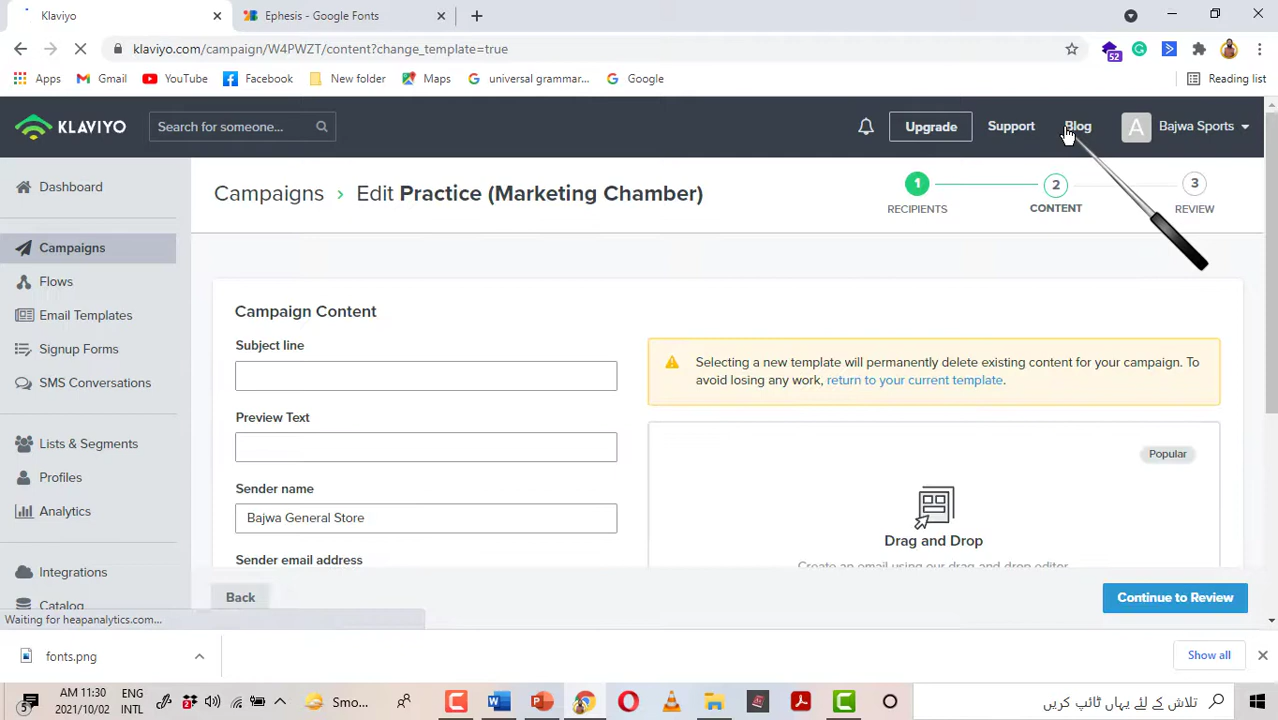 Klaviyo
Ephesis - Google Fonts
klaviyo.com/campaign/W4PWZT/content?change_template=true
52
Apps
Gmail
YouTube
Facebook
New folder
Maps
universal grammar...
Google
Reading list
KLAVIYO
Search for someone...
Upgrade
Support
Blog
A
Bajwa Sports
Dashboard
Campaigns
Flows
Email Templates
Signup Forms
SMS Conversations
Lists & Segments
Profiles
Analytics
Integrations
Catalog
Campaigns › Edit Practice (Marketing Chamber)
1
RECIPIENTS
2
CONTENT
3
REVIEW
Campaign Content
Subject line
Preview Text
Sender name
Bajwa General Store
Sender email address
Selecting a new template will permanently delete existing content for your campaign. To
avoid losing any work, return to your current template.
Popular
Drag and Drop
Create an email using our drag and drop editor
Back
Continue to Review
Waiting for heapanalytics.com...
fonts.png
Show all
AM 11:30
2021/10/02
ENG
INTL
Smo...
تلاش کے لئے یہاں ٹائپ کریں